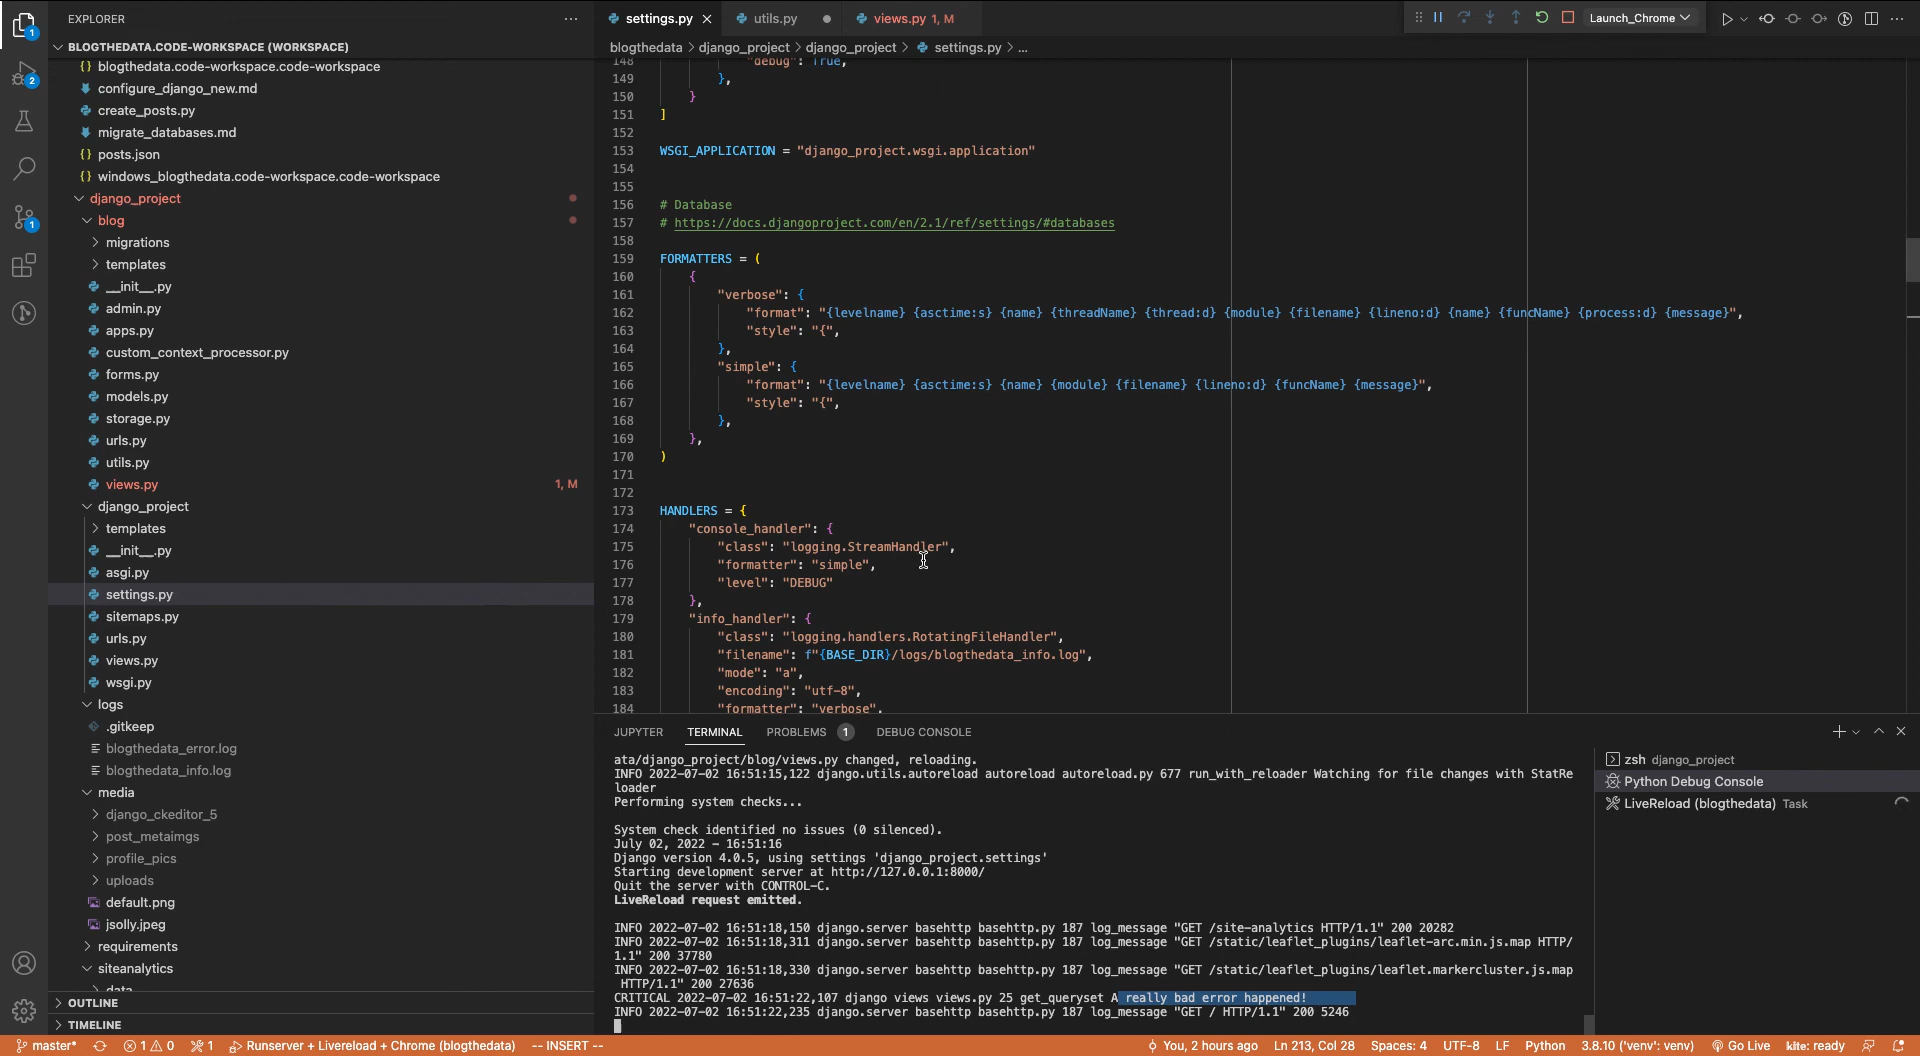 EXPLORER
BLOGTHEDATA.CODE-WORKSPACE (WORKSPACE)
{} blogthedata.code-workspace.code-workspace
configure_django_new.md
create_posts.py
migrate_databases.md
{} posts.json
{} windows_blogthedata.code-workspace.code-workspace
django_project
blog
migrations
templates
__init__.py
admin.py
apps.py
custom_context_processor.py
forms.py
models.py
storage.py
urls.py
utils.py
views.py 1, M
django_project
templates
__init__.py
asgi.py
settings.py
sitemaps.py
urls.py
views.py
wsgi.py
logs
.gitkeep
blogthedata_error.log
blogthedata_info.log
media
django_ckeditor_5
post_metaimgs
profile_pics
uploads
default.png
jsolly.jpeg
requirements
siteanalytics
data
OUTLINE
TIMELINE
1
2
1
settings.py utils.py views.py 1, M Launch_Chrome
blogthedata > django_project > django_project > settings.py > ...
148 "debug": True,
149 },
150 }
151 ]
152
153 WSGI_APPLICATION = "django_project.wsgi.application"
154
155
156 # Database
157 # https://docs.djangoproject.com/en/2.1/ref/settings/#databases
158
159 FORMATTERS = (
160 {
161 "verbose": {
162 "format": "{levelname} {asctime:s} {name} {threadName} {thread:d} {module} {filename} {lineno:d} {name} {funcName} {process:d} {message}",
163 "style": "{",
164 },
165 "simple": {
166 "format": "{levelname} {asctime:s} {name} {module} {filename} {lineno:d} {funcName} {message}",
167 "style": "{",
168 },
169 },
170 )
171
172
173 HANDLERS = {
174 "console_handler": {
175 "class": "logging.StreamHandler",
176 "formatter": "simple",
177 "level": "DEBUG"
178 },
179 "info_handler": {
180 "class": "logging.handlers.RotatingFileHandler",
181 "filename": f"{BASE_DIR}/logs/blogthedata_info.log",
182 "mode": "a",
183 "encoding": "utf-8",
184 "formatter": "verbose",
JUPYTER TERMINAL PROBLEMS 1 DEBUG CONSOLE
ata/django_project/blog/views.py changed, reloading.
INFO 2022-07-02 16:51:15,122 django.utils.autoreload autoreload autoreload.py 677 run_with_reloader Watching for file changes with StatRe
loader
Performing system checks...
System check identified no issues (0 silenced).
July 02, 2022 - 16:51:16
Django version 4.0.5, using settings 'django_project.settings'
Starting development server at http://127.0.0.1:8000/
Quit the server with CONTROL-C.
LiveReload request emitted.
INFO 2022-07-02 16:51:18,150 django.server basehttp basehttp.py 187 log_message "GET /site-analytics HTTP/1.1" 200 20282
INFO 2022-07-02 16:51:18,311 django.server basehttp basehttp.py 187 log_message "GET /static/leaflet_plugins/leaflet-arc.min.js.map HTTP/
1.1" 200 37780
INFO 2022-07-02 16:51:18,330 django.server basehttp basehttp.py 187 log_message "GET /static/leaflet_plugins/leaflet.markercluster.js.map
HTTP/1.1" 200 27636
CRITICAL 2022-07-02 16:51:22,107 django views views.py 25 get_queryset A really bad error happened!
INFO 2022-07-02 16:51:22,235 django.server basehttp basehttp.py 187 log_message "GET / HTTP/1.1" 200 5246
zsh django_project
Python Debug Console
LiveReload (blogthedata) Task
master* 1 0 1 Runserver + Livereload + Chrome (blogthedata) -- INSERT -- You, 2 hours ago Ln 213, Col 28 Spaces: 4 UTF-8 LF Python 3.8.10 ('venv': venv) Go Live kite: ready